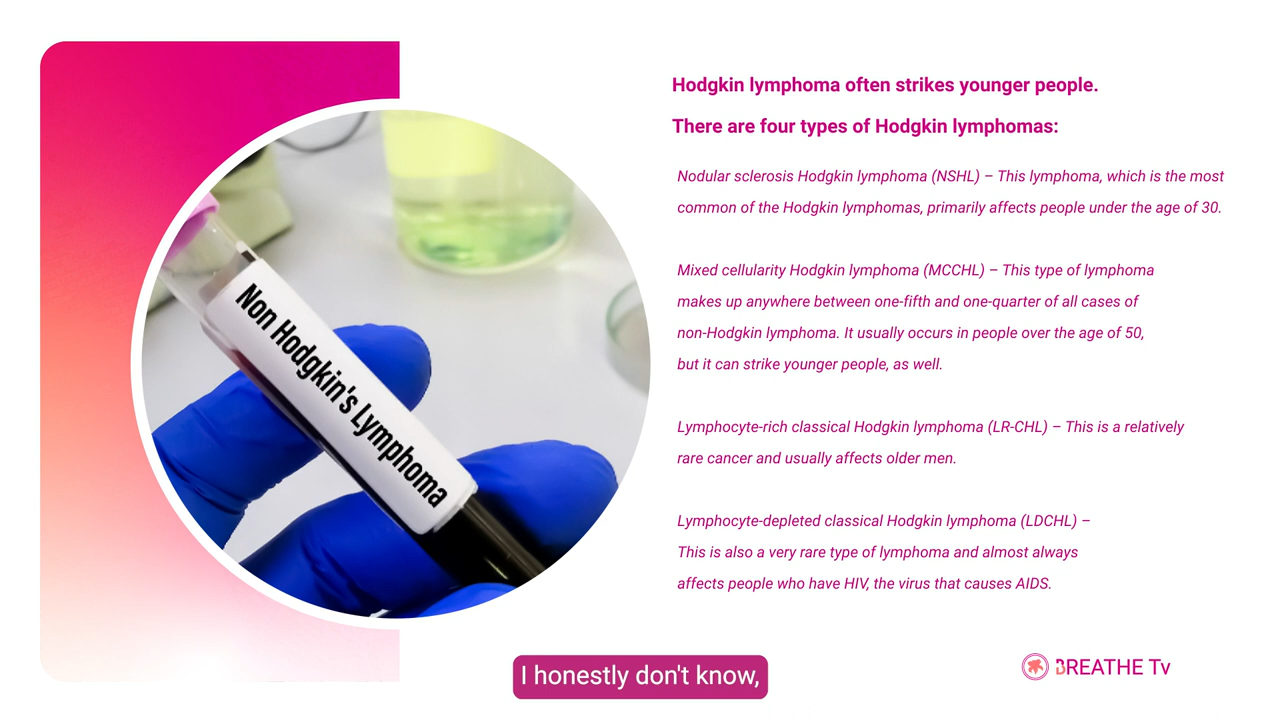 Hodgkin lymphoma often strikes younger people.
There are four types of Hodgkin lymphomas:
Nodular sclerosis Hodgkin lymphoma (NSHL) – This lymphoma, which is the most
common of the Hodgkin lymphomas, primarily affects people under the age of 30.
Mixed cellularity Hodgkin lymphoma (MCCHL) – This type of lymphoma
makes up anywhere between one-fifth and one-quarter of all cases of
non-Hodgkin lymphoma. It usually occurs in people over the age of 50,
but it can strike younger people, as well.
Lymphocyte-rich classical Hodgkin lymphoma (LR-CHL) – This is a relatively
rare cancer and usually affects older men.
Lymphocyte-depleted classical Hodgkin lymphoma (LDCHL) –
This is also a very rare type of lymphoma and almost always
affects people who have HIV, the virus that causes AIDS.
Non Hodgkin's Lymphoma
I honestly don't know,
BREATHE Tv